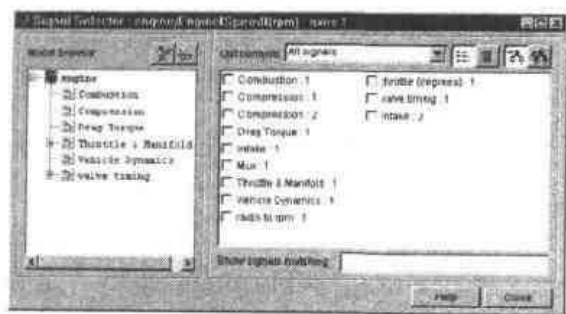 Signal Selector : engine/Engine Speed(rpm) axes 1
Model browser
engine
Combustion
Compression
Drag Torque
Throttle & Manifold
Vehicle Dynamics
valve timing
List contents All signals
Combustion : 1
Compression : 1
Compression : 2
Drag Torque : 1
Intake : 1
Mux : 1
Throttle & Manifold : 1
Vehicle Dynamics : 1
rad/s to rpm : 1
throttle (degrees) : 1
valve timing : 1
Intake : 2
Show signals matching
Help
Close